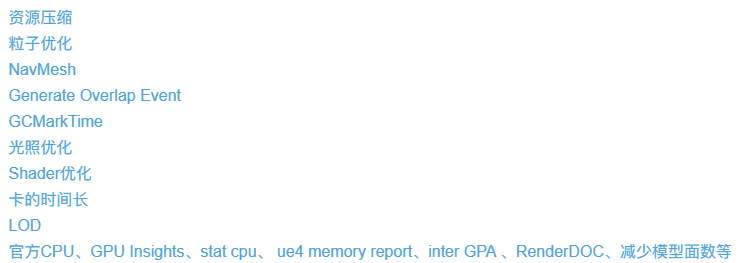 资源压缩
粒子优化
NavMesh
Generate Overlap Event
GCMarkTime
光照优化
Shader优化
卡的时间长
LOD
官方CPU、GPU Insights、stat cpu、 ue4 memory report、inter GPA 、RenderDOC、减少模型面数等